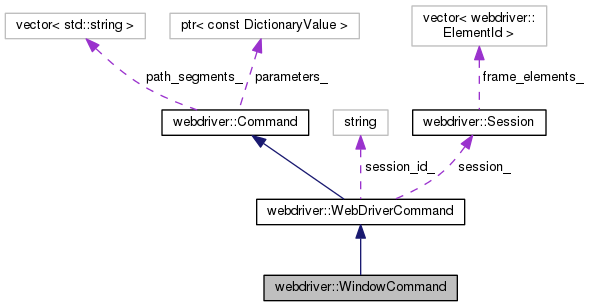 vector< std::string >
ptr< const DictionaryValue >
vector< webdriver::
ElementId >
path_segments_
parameters_
frame_elements_
webdriver::Command
string
webdriver::Session
session_id_
session_
webdriver::WebDriverCommand
webdriver::WindowCommand